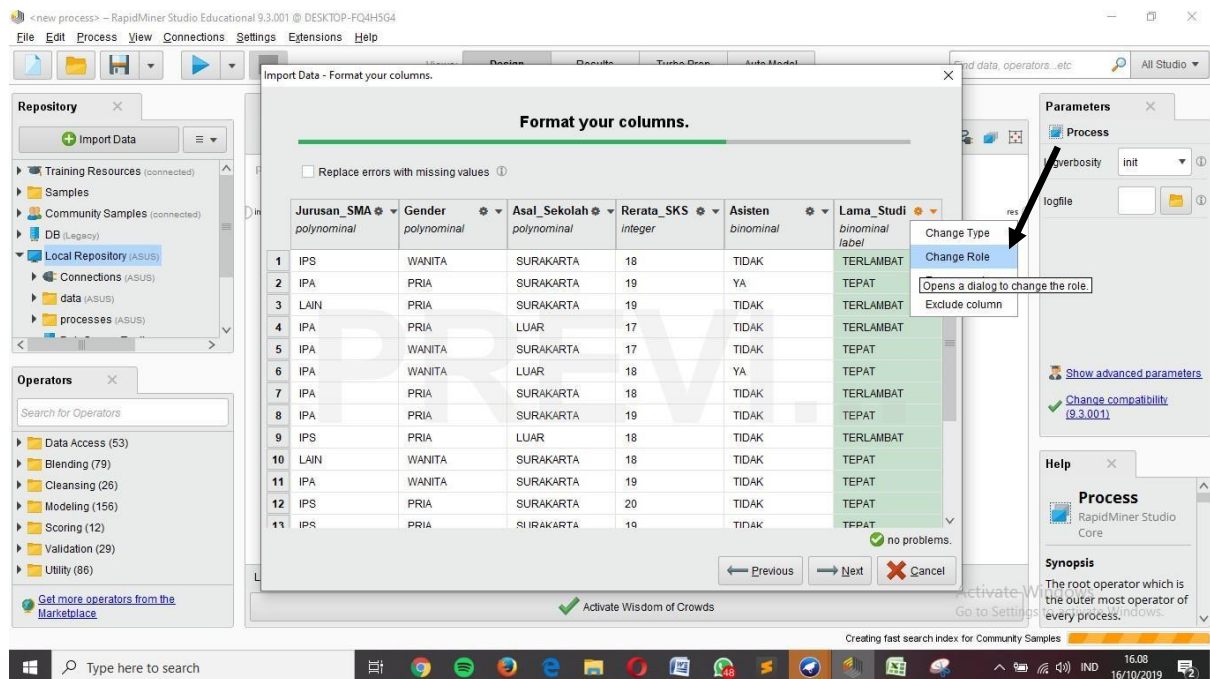 <new process> – RapidMiner Studio Educational 9.3.001 @ DESKTOP-FQ4H5G4
File Edit Process View Connections Settings Extensions Help
Find data, operators...etc
All Studio
Import Data - Format your columns.
Format your columns.
Replace errors with missing values
Jurusan_SMA Gender Asal_Sekolah Rerata_SKS Asisten Lama_Studi
polynominal polynominal polynominal integer binominal binominal
label
1 IPS WANITA SURAKARTA 18 TIDAK TERLAMBAT
2 IPA PRIA SURAKARTA 19 YA TEPAT
3 LAIN PRIA SURAKARTA 19 TIDAK TERLAMBAT
4 IPA PRIA LUAR 17 TIDAK TERLAMBAT
5 IPA WANITA SURAKARTA 17 TIDAK TEPAT
6 IPA WANITA LUAR 18 YA TEPAT
7 IPA PRIA SURAKARTA 18 TIDAK TERLAMBAT
8 IPA PRIA SURAKARTA 19 TIDAK TEPAT
9 IPS PRIA LUAR 18 TIDAK TERLAMBAT
10 LAIN WANITA SURAKARTA 18 TIDAK TEPAT
11 IPA WANITA SURAKARTA 19 TIDAK TEPAT
12 IPS PRIA SURAKARTA 20 TIDAK TEPAT
13 IPS PRIA SURAKARTA 19 TIDAK TEPAT
PREVI...
Change Type
Change Role
Opens a dialog to change the role.
Exclude column
no problems.
Previous Next Cancel
Activate Wisdom of Crowds
Repository
Import Data
Training Resources (connected)
Samples
Community Samples (connected)
DB (Legacy)
Local Repository (ASUS)
Connections (ASUS)
data (ASUS)
processes (ASUS)
Operators
Search for Operators
Data Access (53)
Blending (79)
Cleansing (26)
Modeling (156)
Scoring (12)
Validation (29)
Utility (86)
Get more operators from the
Marketplace
Parameters
Process
init
logfile
res
Show advanced parameters
Change compatibility
(9.3.001)
Help
Process
RapidMiner Studio
Core
Synopsis
The root operator which is
the outer most operator of
every process.
Activate Windows
Go to Settings to activate Windows.
Creating fast search index for Community Samples
Type here to search
48
IND
16.08
16/10/2019
2